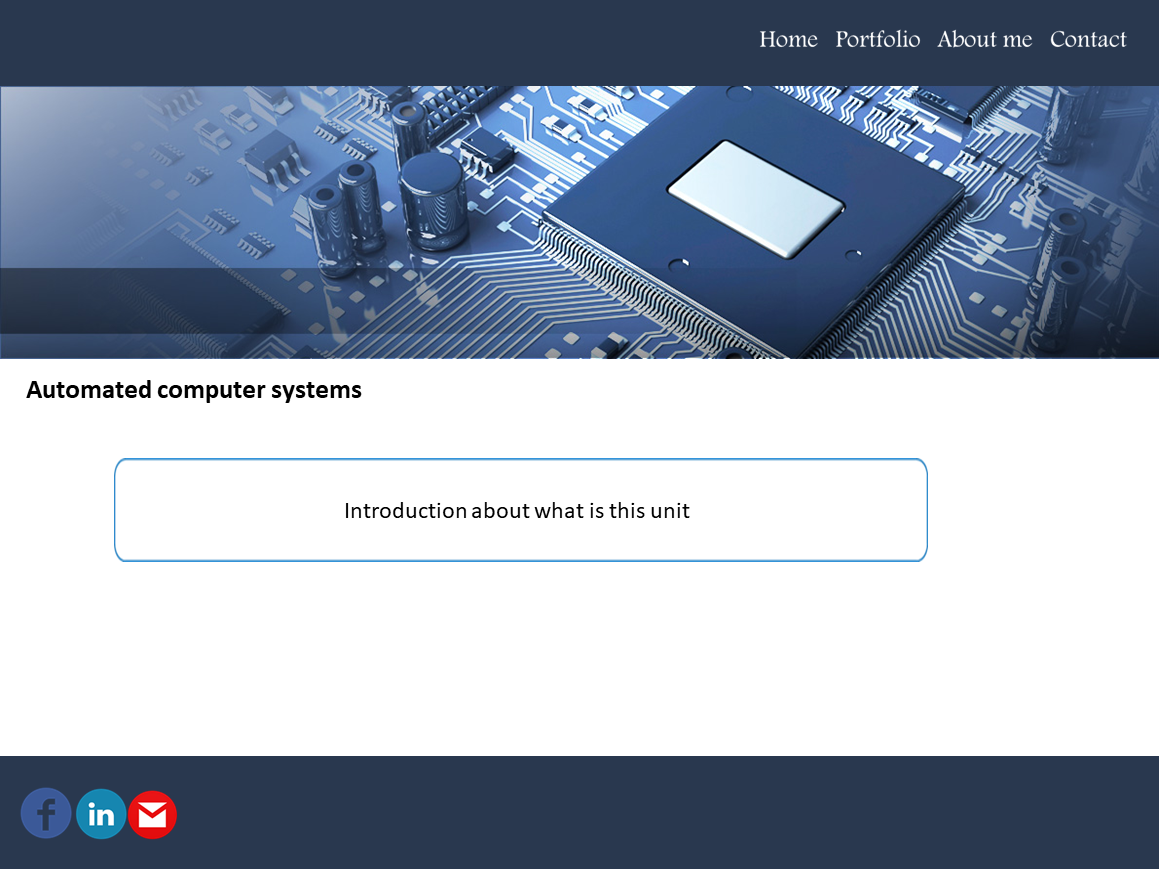 Home Portfolio About me Contact
Automated computer systems
Introduction about what is this unit
in